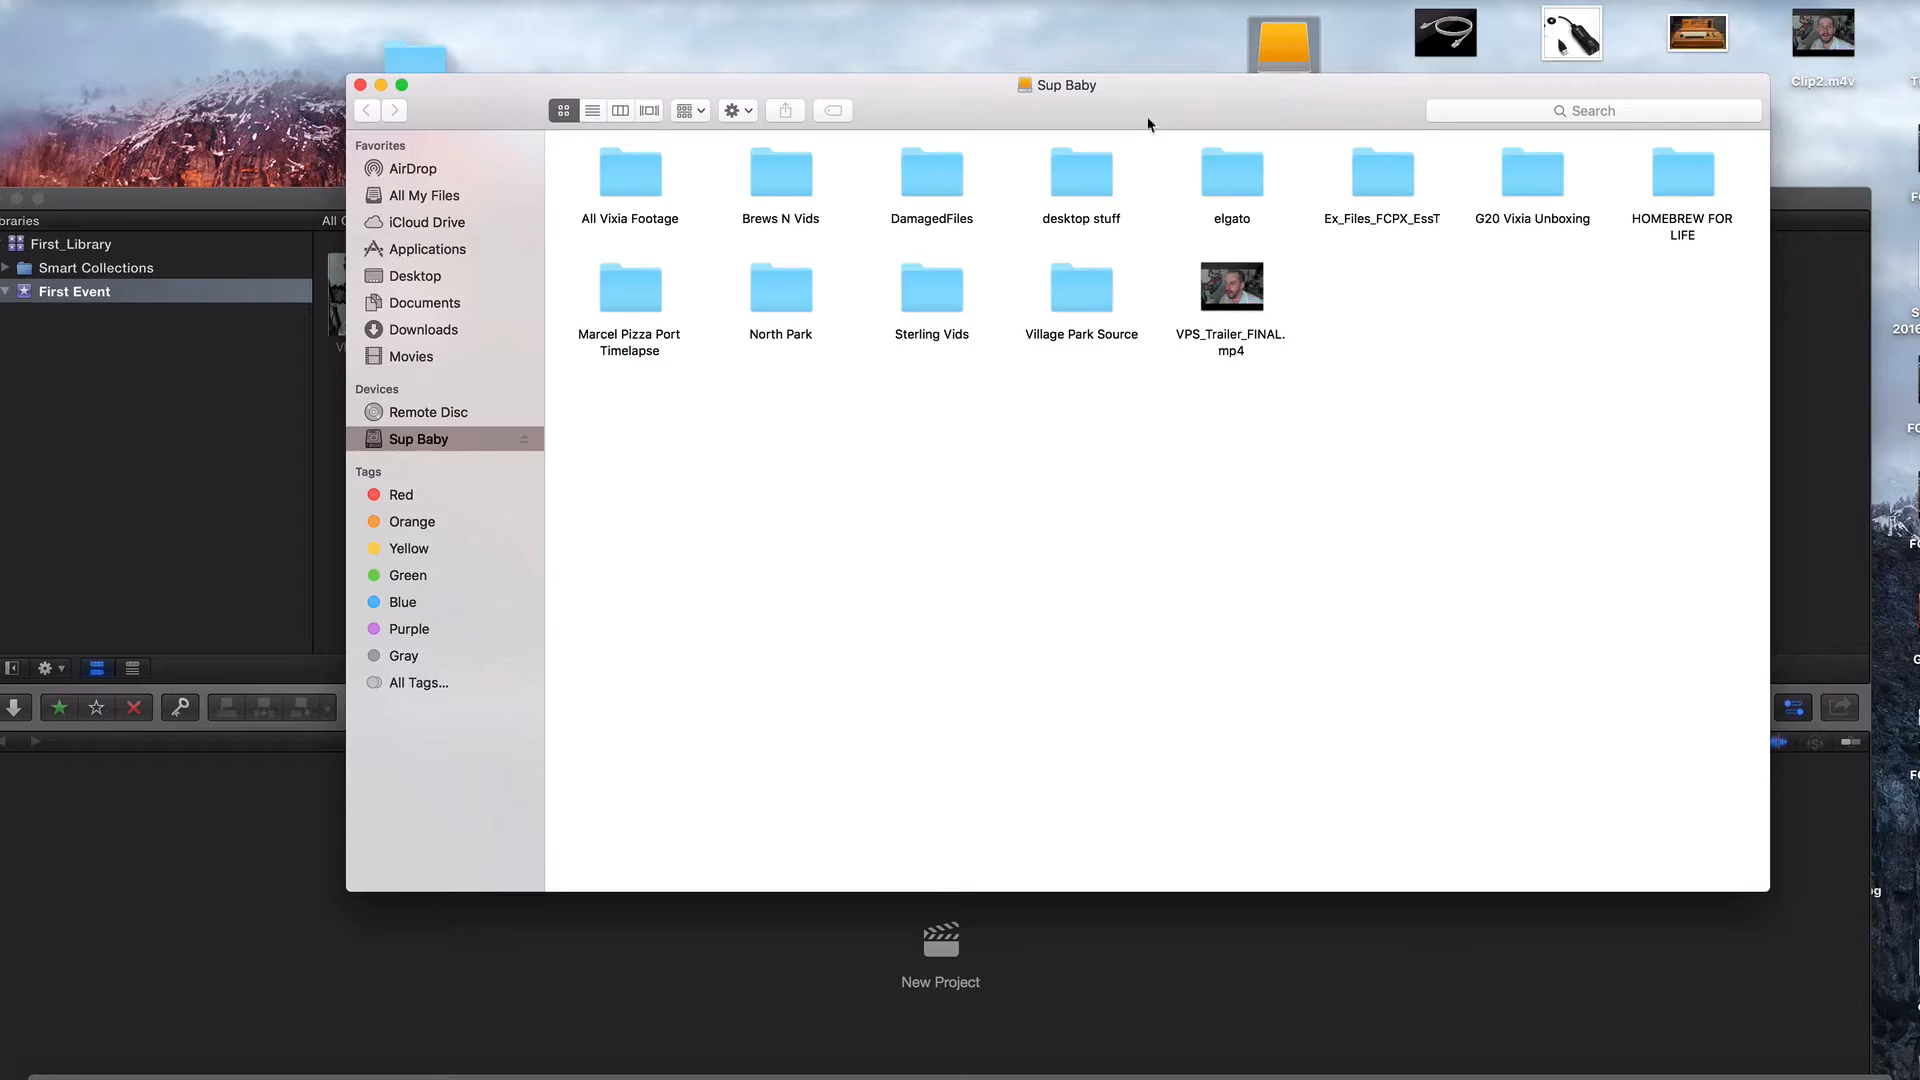 Clip2.m4v
Sup Baby
Search
Favorites
AirDrop
All My Files
iCloud Drive
Applications
Desktop
Documents
Downloads
Movies
Devices
Remote Disc
Sup Baby
Tags
Red
Orange
Yellow
Green
Blue
Purple
Gray
All Tags...
All Vixia Footage
Brews N Vids
DamagedFiles
desktop stuff
elgato
Ex_Files_FCPX_EssT
G20 Vixia Unboxing
HOMEBREW FOR
LIFE
Marcel Pizza Port
Timelapse
North Park
Sterling Vids
Village Park Source
VPS_Trailer_FINAL.
mp4
braries
All C
First_Library
Smart Collections
First Event
2016
New Project